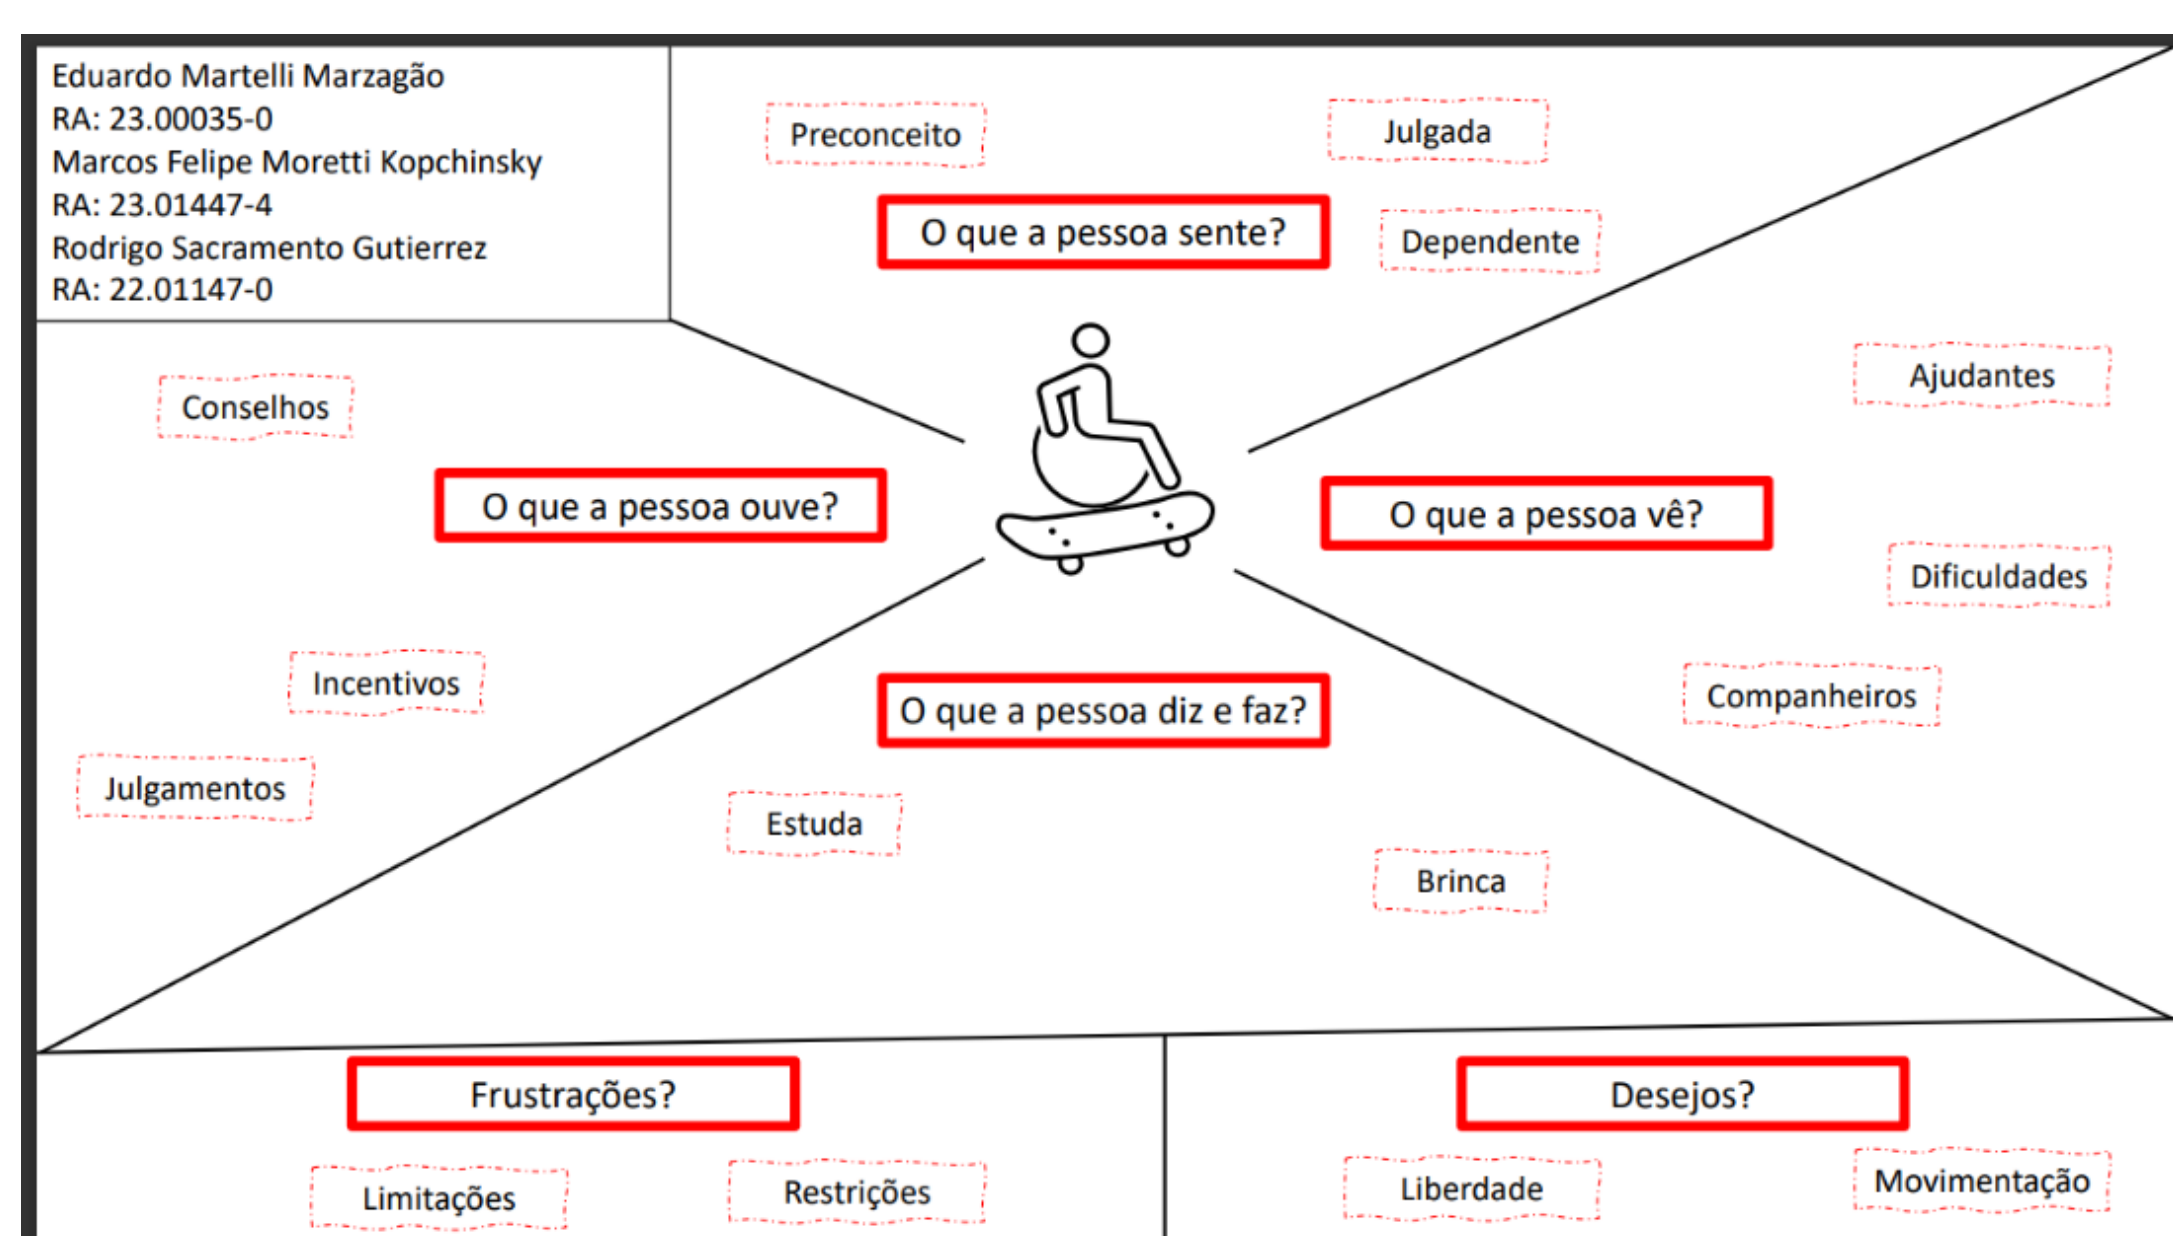 Eduardo Martelli Marzagão
RA: 23.00035-0
Marcos Felipe Moretti Kopchinsky
RA: 23.01447-4
Rodrigo Sacramento Gutierrez
RA: 22.01147-0
Preconceito
Julgada
O que a pessoa sente?
Dependente
Conselhos
O que a pessoa ouve?
Incentivos
Julgamentos
Ajudantes
O que a pessoa vê?
Dificuldades
Companheiros
O que a pessoa diz e faz?
Estuda
Brinca
Frustrações?
Limitações
Restrições
Desejos?
Liberdade
Movimentação